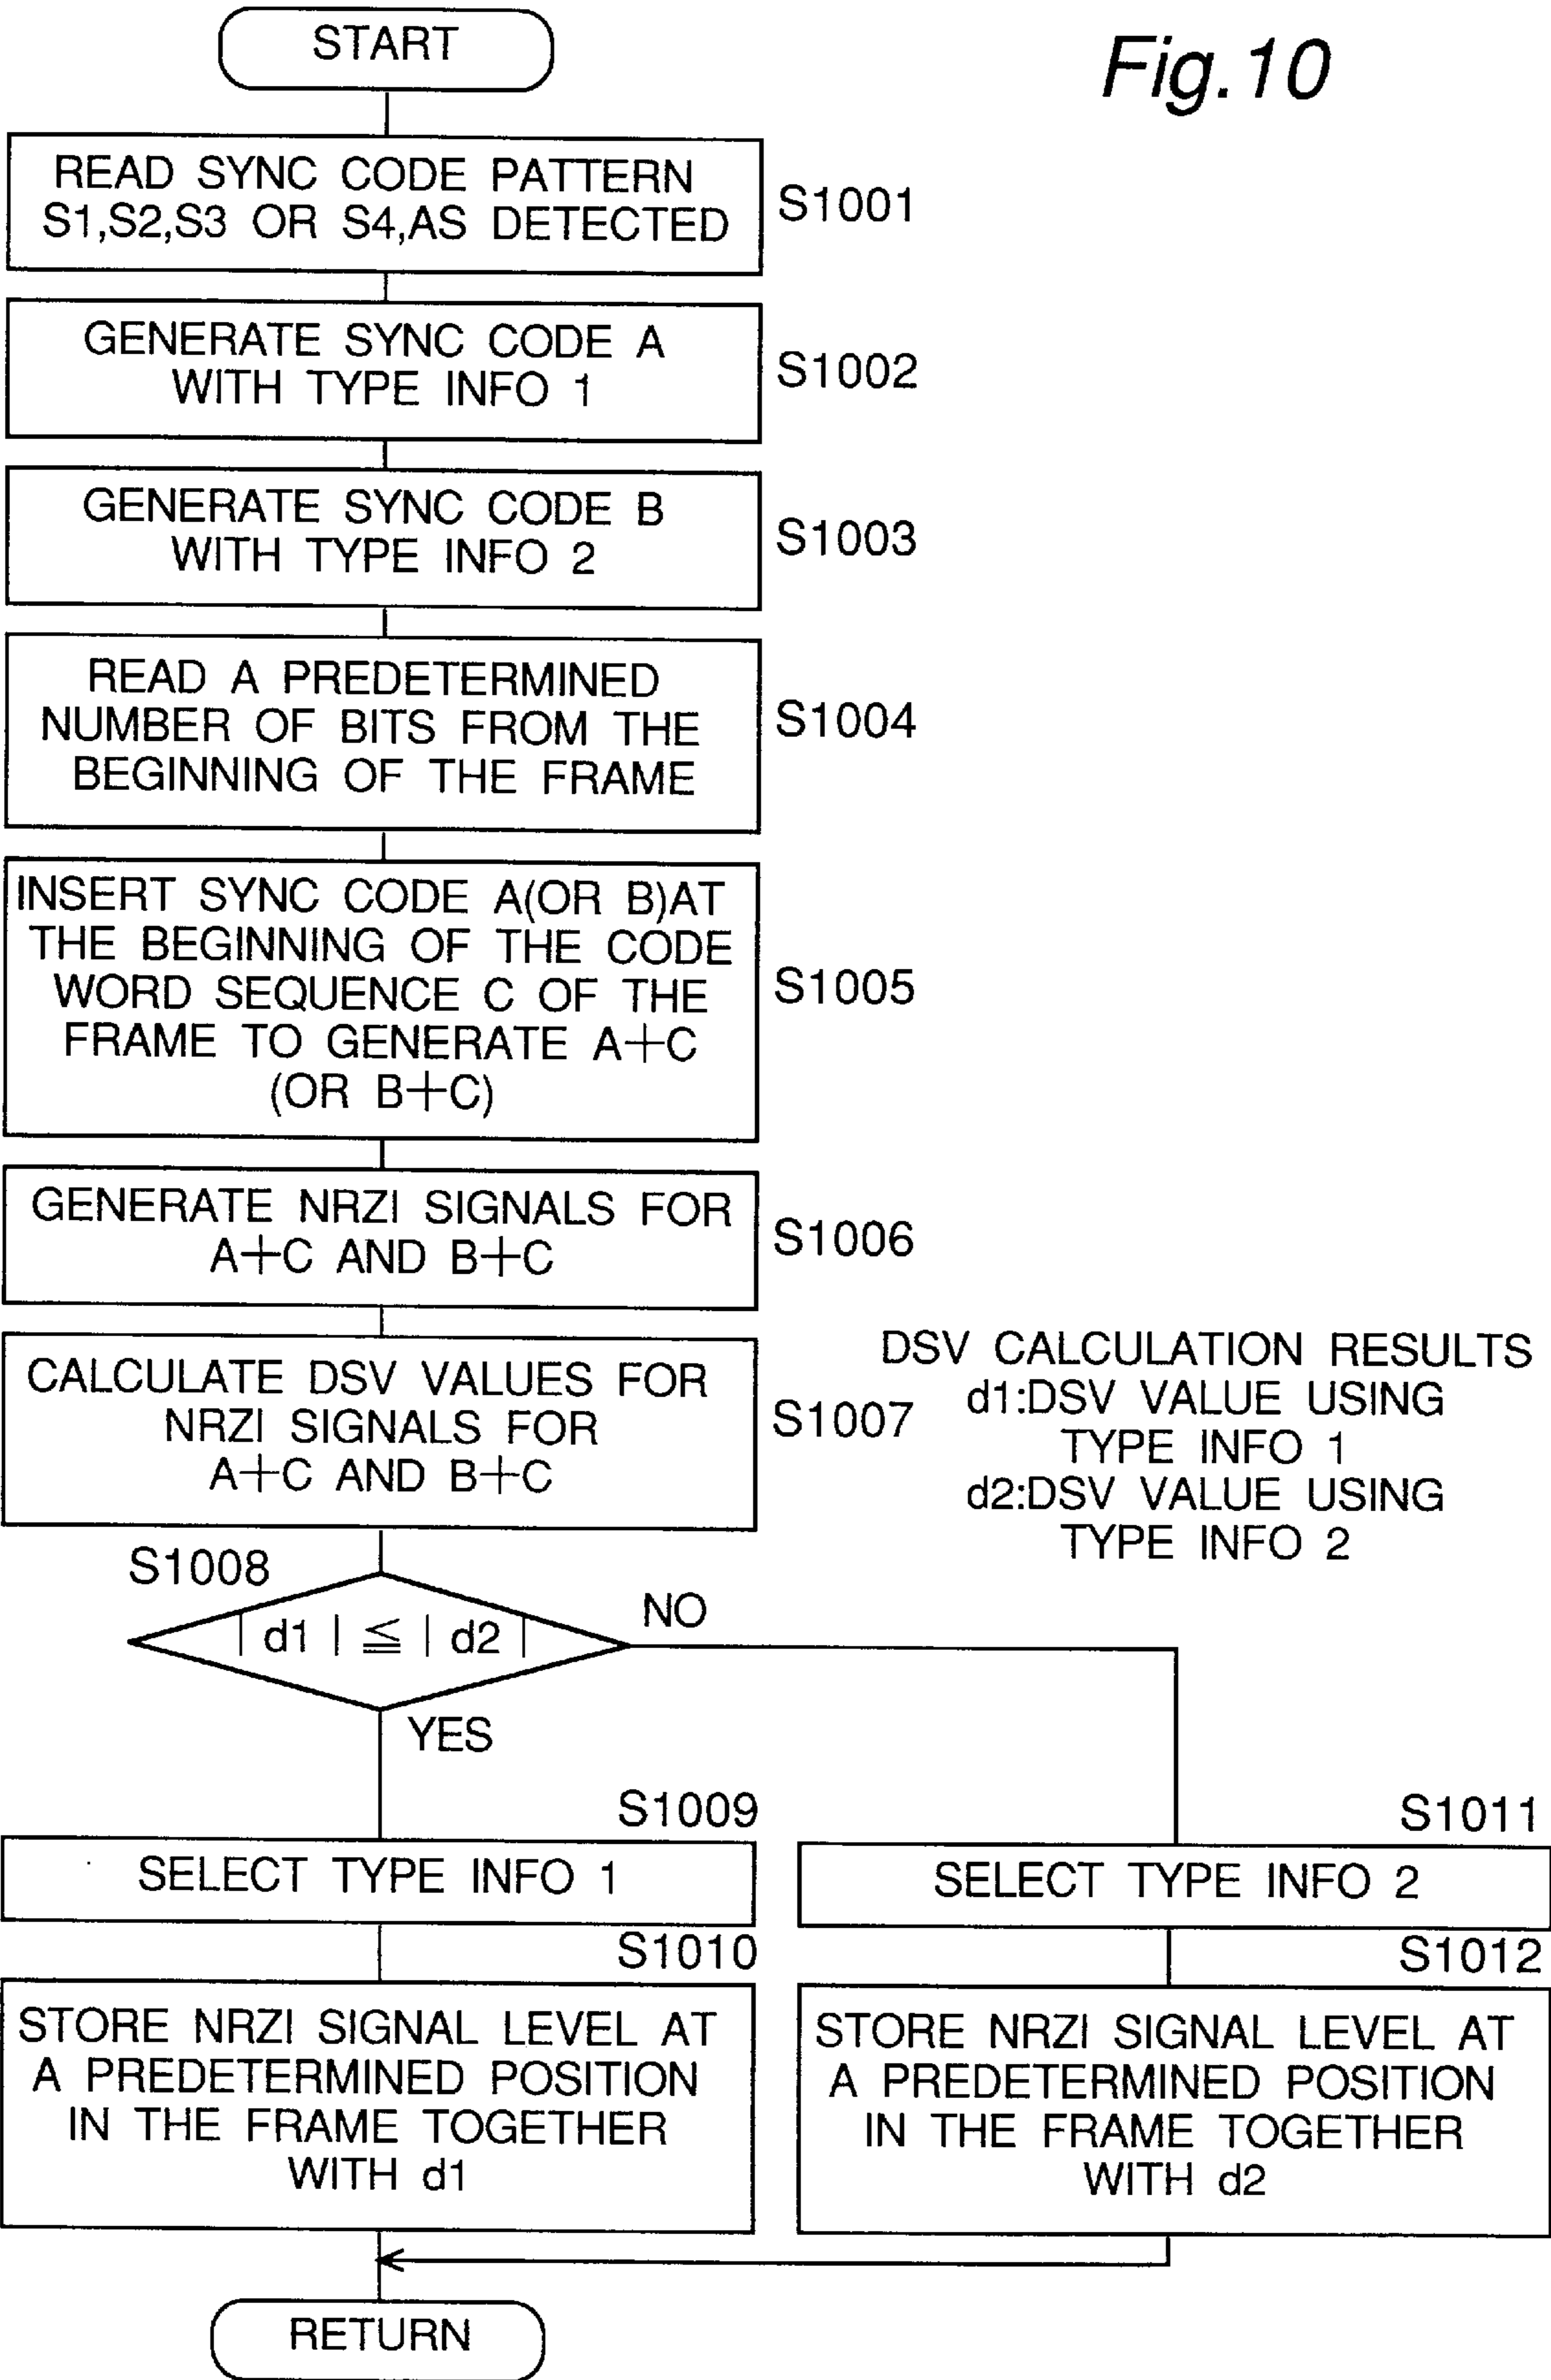 START
Fig.10
READ SYNC CODE PATTERN
S1,S2,S3 OR S4,AS DETECTED
S1001
GENERATE SYNC CODE A
WITH TYPE INFO 1
S1002
GENERATE SYNC CODE B
WITH TYPE INFO 2
S1003
READ A PREDETERMINED
NUMBER OF BITS FROM THE
BEGINNING OF THE FRAME
S1004
INSERT SYNC CODE A(OR B)AT
THE BEGINNING OF THE CODE
WORD SEQUENCE C OF THE
FRAME TO GENERATE A+C
(OR B+C)
S1005
GENERATE NRZI SIGNALS FOR
A+C AND B+C
S1006
CALCULATE DSV VALUES FOR
NRZI SIGNALS FOR
A+C AND B+C
S1007
DSV CALCULATION RESULTS
d1:DSV VALUE USING
TYPE INFO 1
d2:DSV VALUE USING
TYPE INFO 2
S1008
| d1 | ≦ | d2 |
NO
YES
S1009
SELECT TYPE INFO 1
S1010
STORE NRZI SIGNAL LEVEL AT
A PREDETERMINED POSITION
IN THE FRAME TOGETHER
WITH d1
S1011
SELECT TYPE INFO 2
S1012
STORE NRZI SIGNAL LEVEL AT
A PREDETERMINED POSITION
IN THE FRAME TOGETHER
WITH d2
RETURN